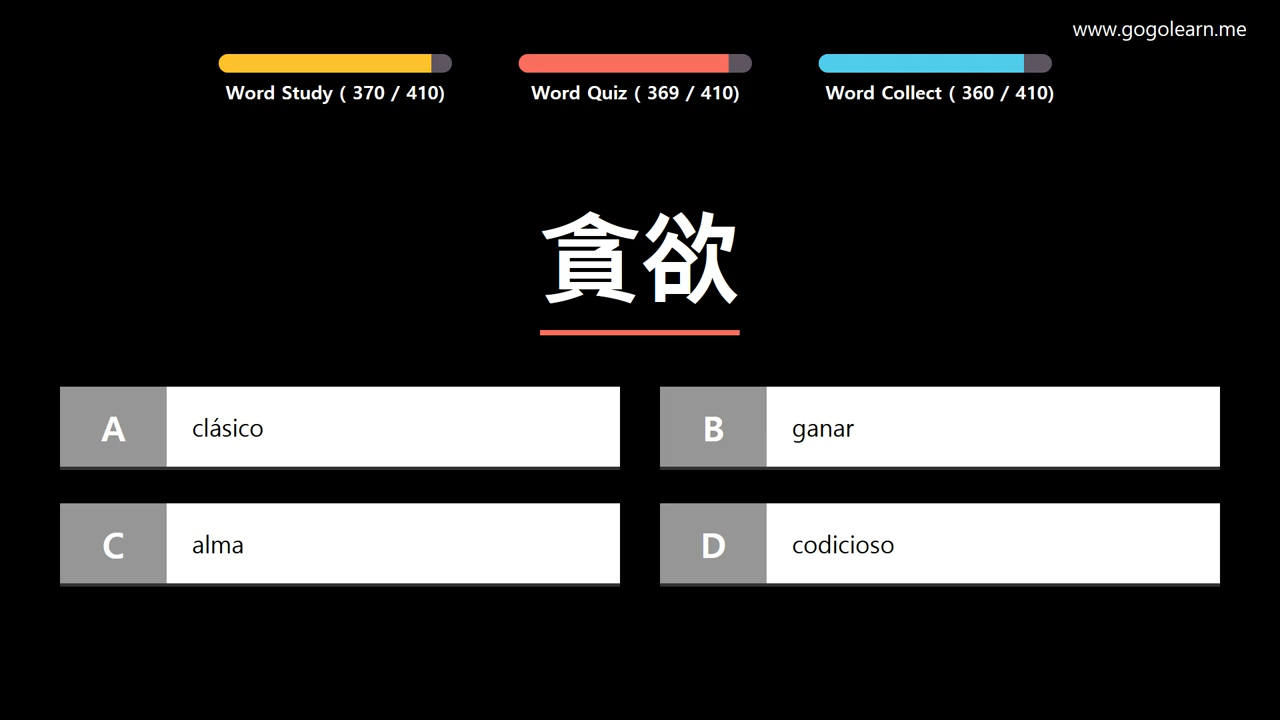 www.gogolearn.me
Word Study ( 370 / 410)
Word Quiz ( 369 / 410)
Word Collect ( 360 / 410)
貪欲
A clásico
B ganar
C alma
D codicioso